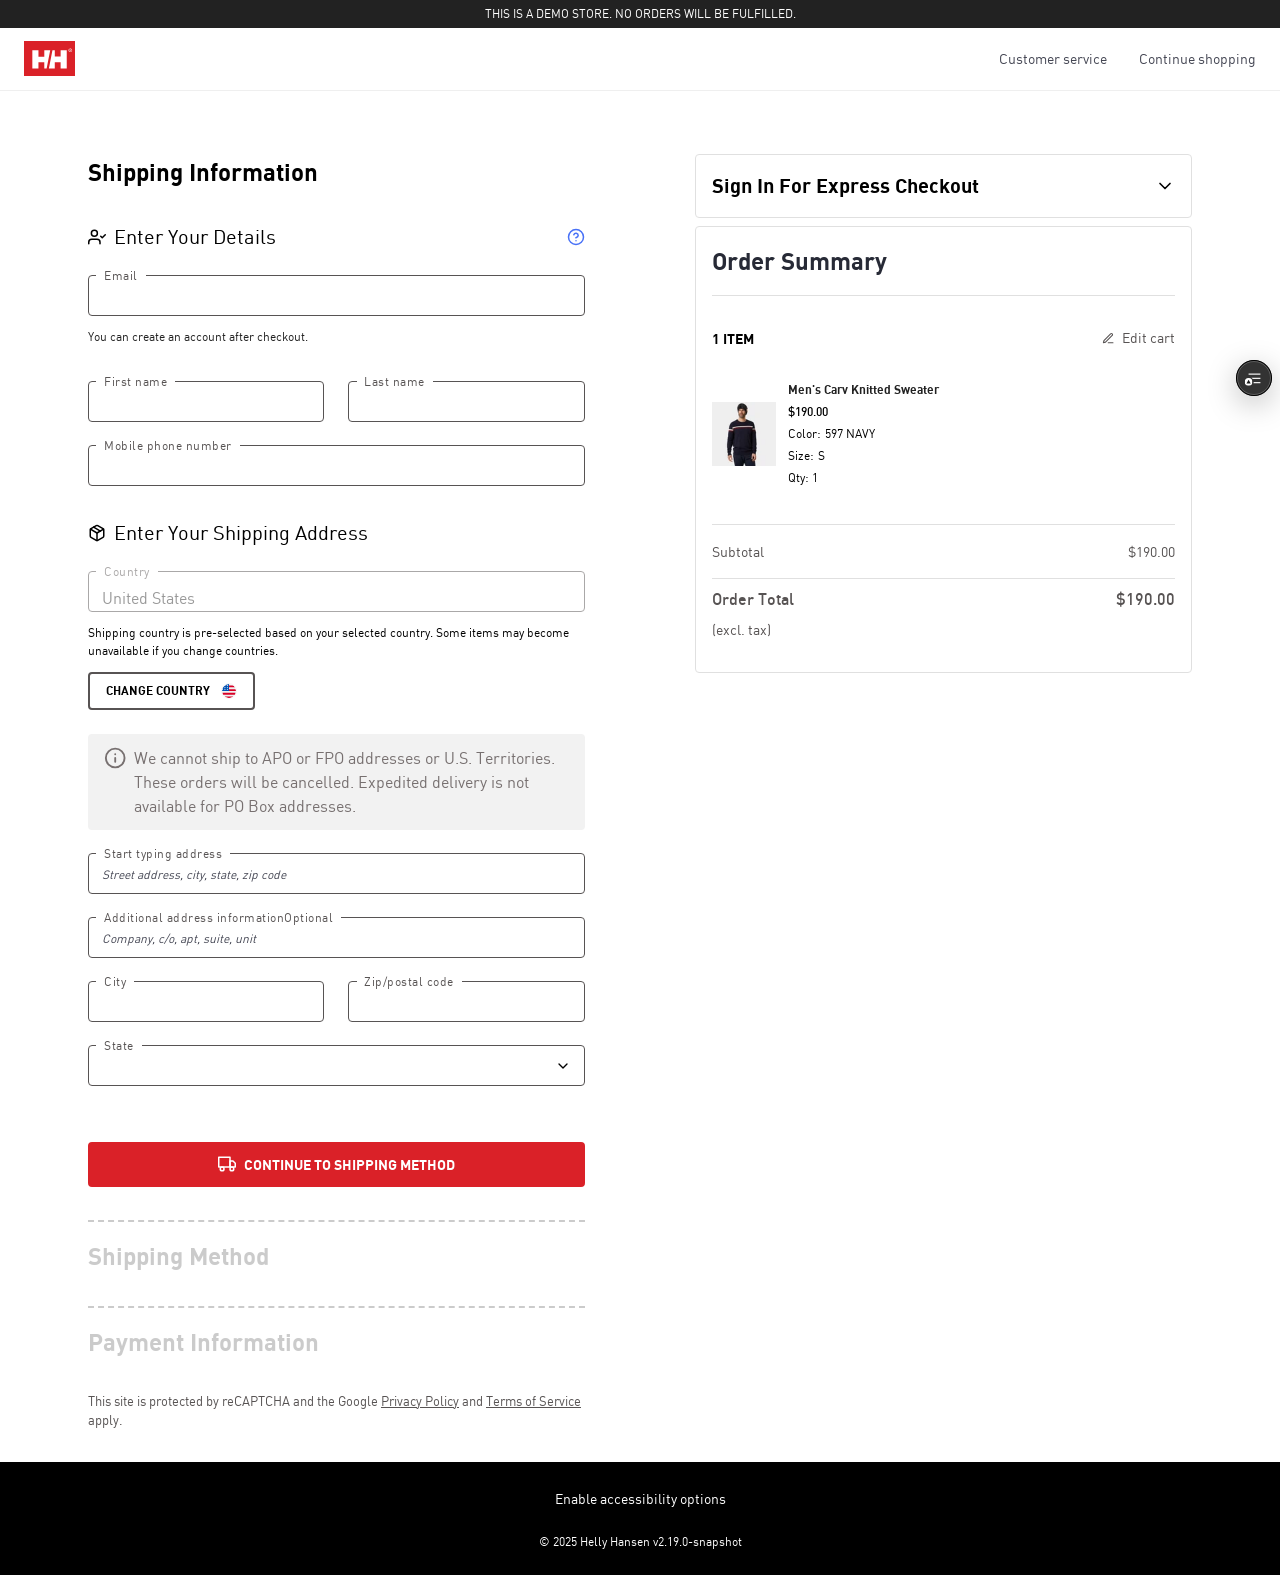 THIS IS A DEMO STORE. NO ORDERS WILL BE FULFILLED.
HH
Customer service
Continue shopping
Shipping Information
Enter Your Details
Email
You can create an account after checkout.
First name
Last name
Mobile phone number
Enter Your Shipping Address
Country
United States
Shipping country is pre-selected based on your selected country. Some items may become
unavailable if you change countries.
CHANGE COUNTRY
We cannot ship to APO or FPO addresses or U.S. Territories.
These orders will be cancelled. Expedited delivery is not
available for PO Box addresses.
Start typing address
Street address, city, state, zip code
Additional address informationOptional
Company, c/o, apt, suite, unit
City
Zip/postal code
State
CONTINUE TO SHIPPING METHOD
Shipping Method
Payment Information
This site is protected by reCAPTCHA and the Google Privacy Policy and Terms of Service
apply.
Sign In For Express Checkout
Order Summary
1 ITEM
Edit cart
Men's Carv Knitted Sweater
$190.00
Color: 597 NAVY
Size: S
Qty: 1
Subtotal
$190.00
Order Total
$190.00
(excl. tax)
Enable accessibility options
© 2025 Helly Hansen v2.19.0-snapshot